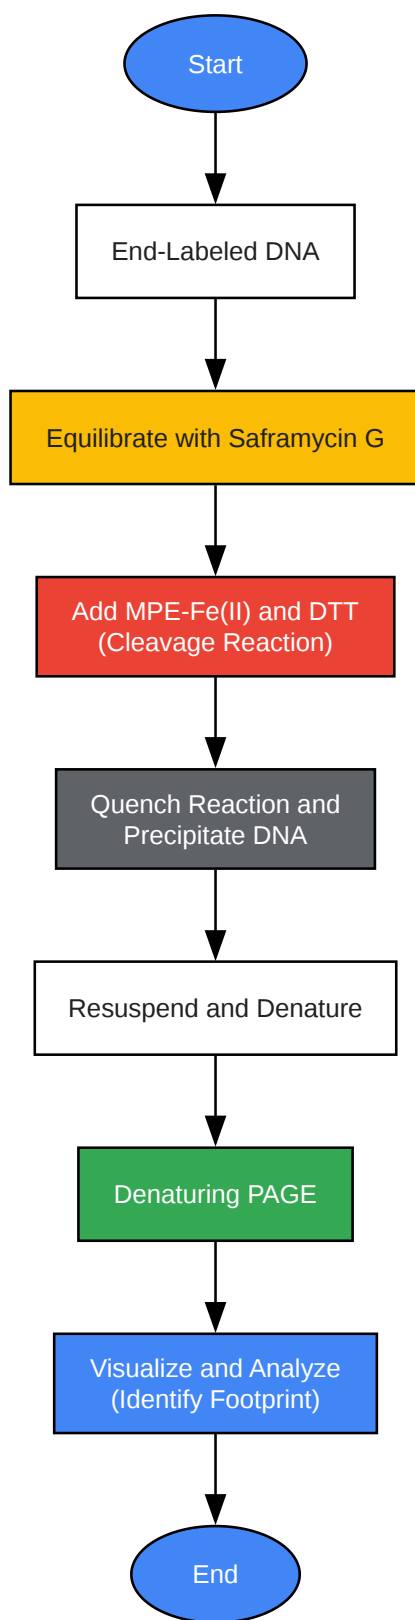 Start
End-Labeled DNA
Equilibrate with Saframycin G
Add MPE-Fe(II) and DTT
(Cleavage Reaction)
Quench Reaction and
Precipitate DNA
Resuspend and Denature
Denaturing PAGE
Visualize and Analyze
(Identify Footprint)
End